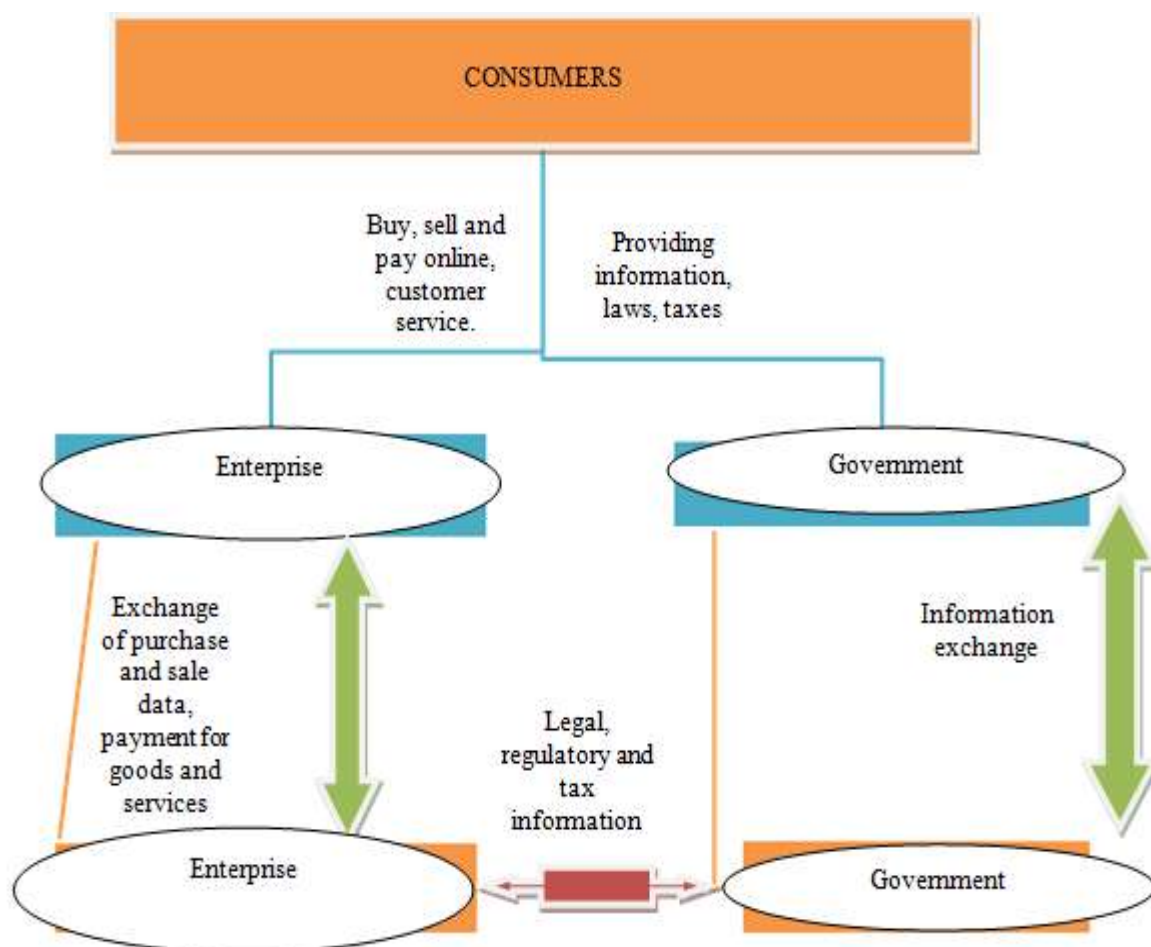 CONSUMERS
Buy, sell and
pay online,
customer
service.
Providing
information,
laws, taxes
Enterprise
Government
Exchange
of purchase
and sale
data,
payment for
goods and
services
Information
exchange
Legal,
regulatory and
tax
information
Enterprise
Government